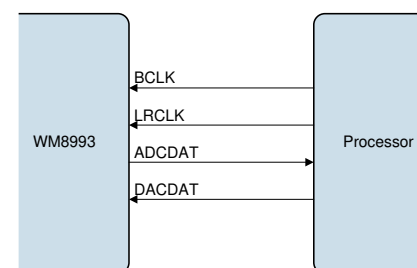 BCLK
LRCLK
WM8993
Processor
ADCDAT
DACDAT